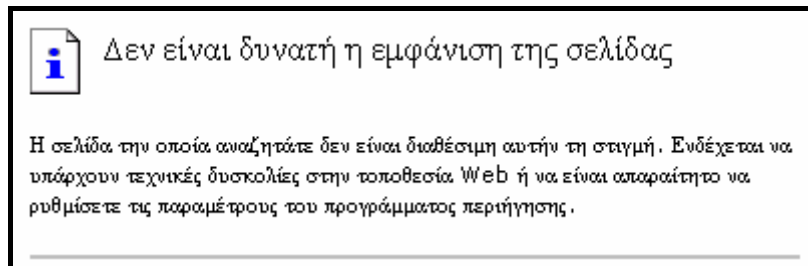 Δεν είναι δυνατή η εμφάνιση της σελίδας
Η σελίδα την οποία αναζητάτε δεν είναι διαθέσιμη αυτήν τη στιγμή. Ενδέχεται να
υπάρχουν τεχνικές δυσκολίες στην τοποθεσία Web ή να είναι απαραίτητο να
ρυθμίσετε τις παραμέτρους του προγράμματος περιήγησης.